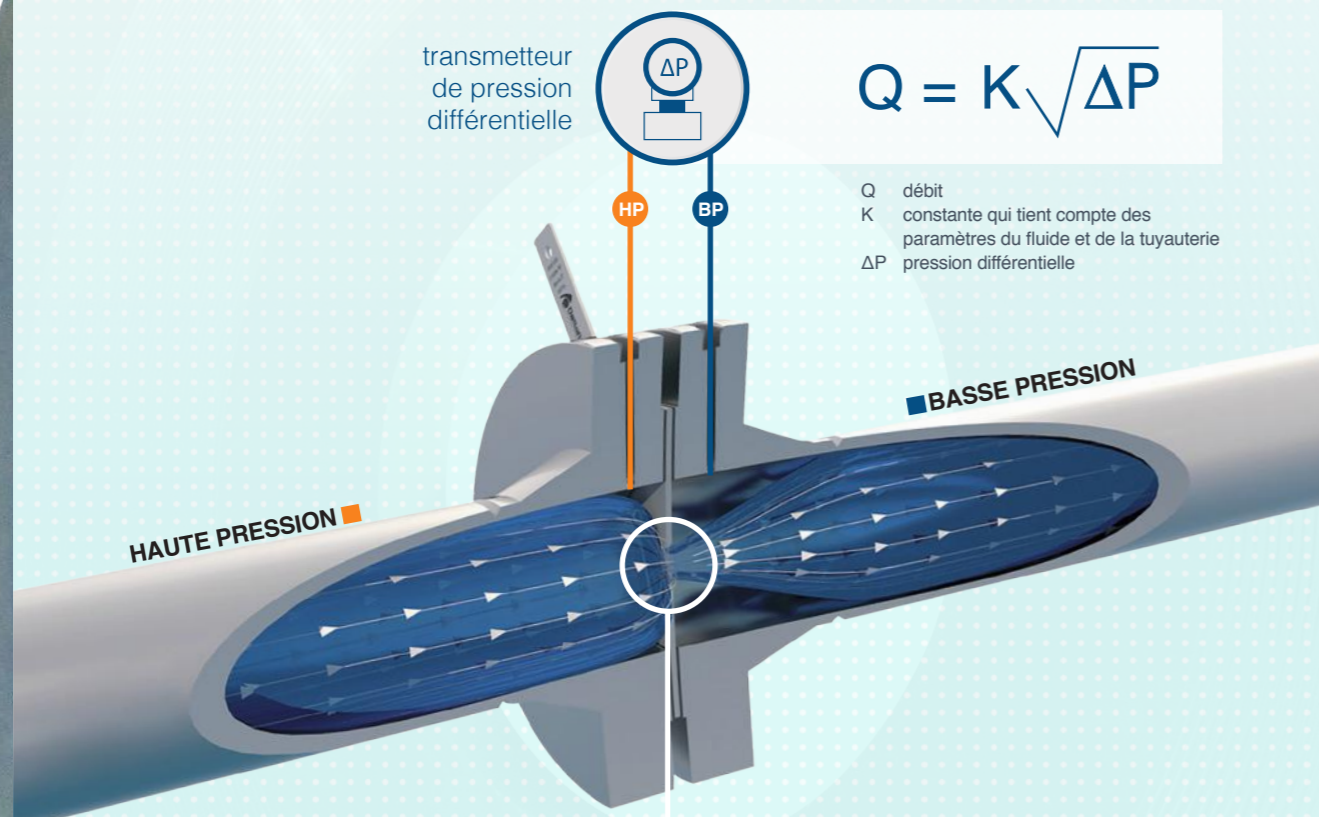 transmetteur
de pression
différentielle
ΔP
Q = K√ΔP
HP
BP
Q débit
K constante qui tient compte des
paramètres du fluide et de la tuyauterie
ΔP pression différentielle
BASSE PRESSION
HAUTE PRESSION